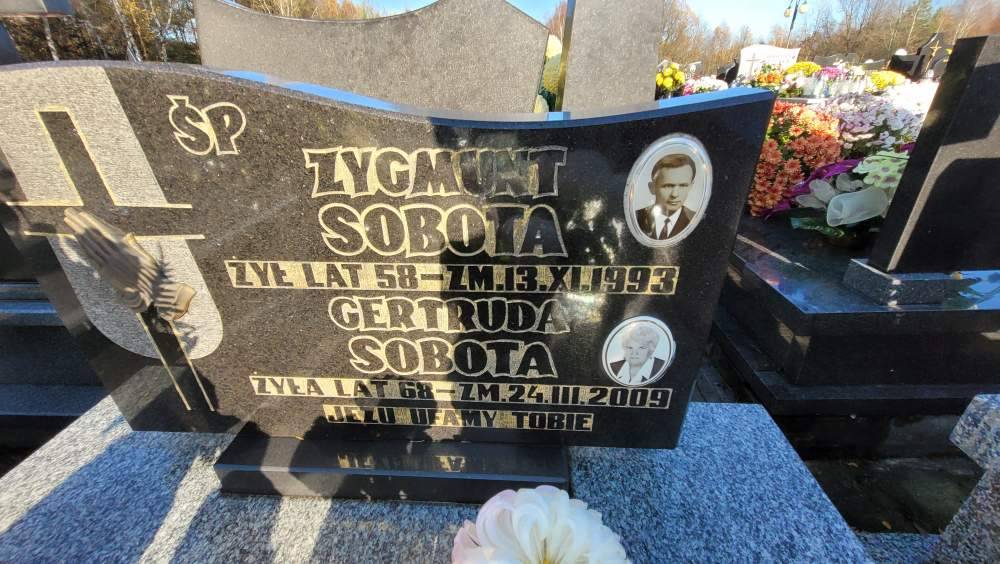 ŚP
ZYGMUNT
SOBOTA
ŻYŁ LAT 58-ZM.13.XI.1993
GERTRUDA
SOBOTA
ŻYŁA LAT 68-ZM.24.III.2009
JEZU UFAMY TOBIE